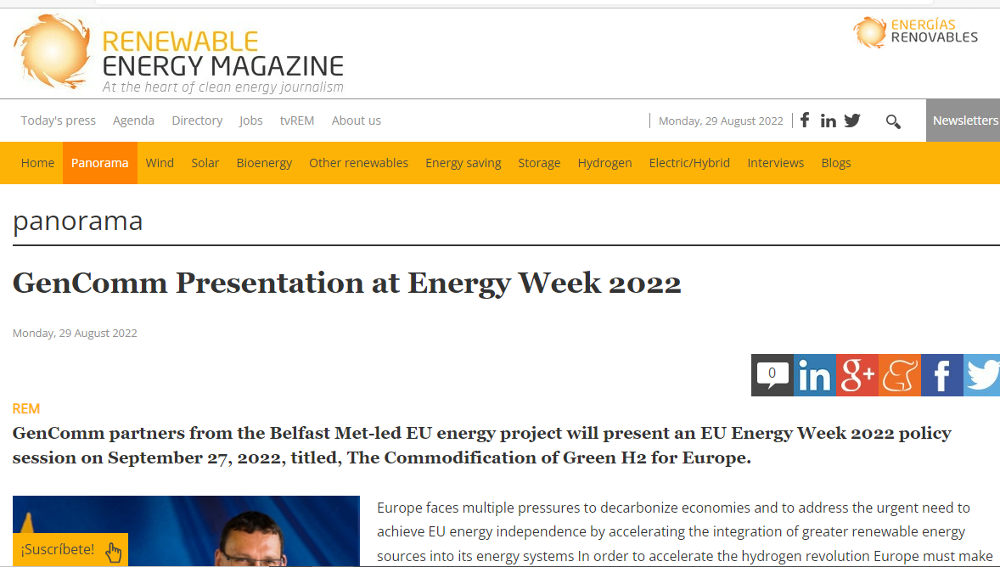 RENEWABLE
ENERGY MAGAZINE
At the heart of clean energy journalism
ENERGÍAS
RENOVABLES
Today's press Agenda Directory Jobs tvREM About us
Monday, 29 August 2022
Newsletters
Home Panorama Wind Solar Bioenergy Other renewables Energy saving Storage Hydrogen Electric/Hybrid Interviews Blogs
panorama
GenComm Presentation at Energy Week 2022
Monday, 29 August 2022
0 in g+ f
REM
GenComm partners from the Belfast Met-led EU energy project will present an EU Energy Week 2022 policy
session on September 27, 2022, titled, The Commodification of Green H2 for Europe.
Europe faces multiple pressures to decarbonize economies and to address the urgent need to
achieve EU energy independence by accelerating the integration of greater renewable energy
sources into its energy systems In order to accelerate the hydrogen revolution Europe must make
¡Suscríbete!